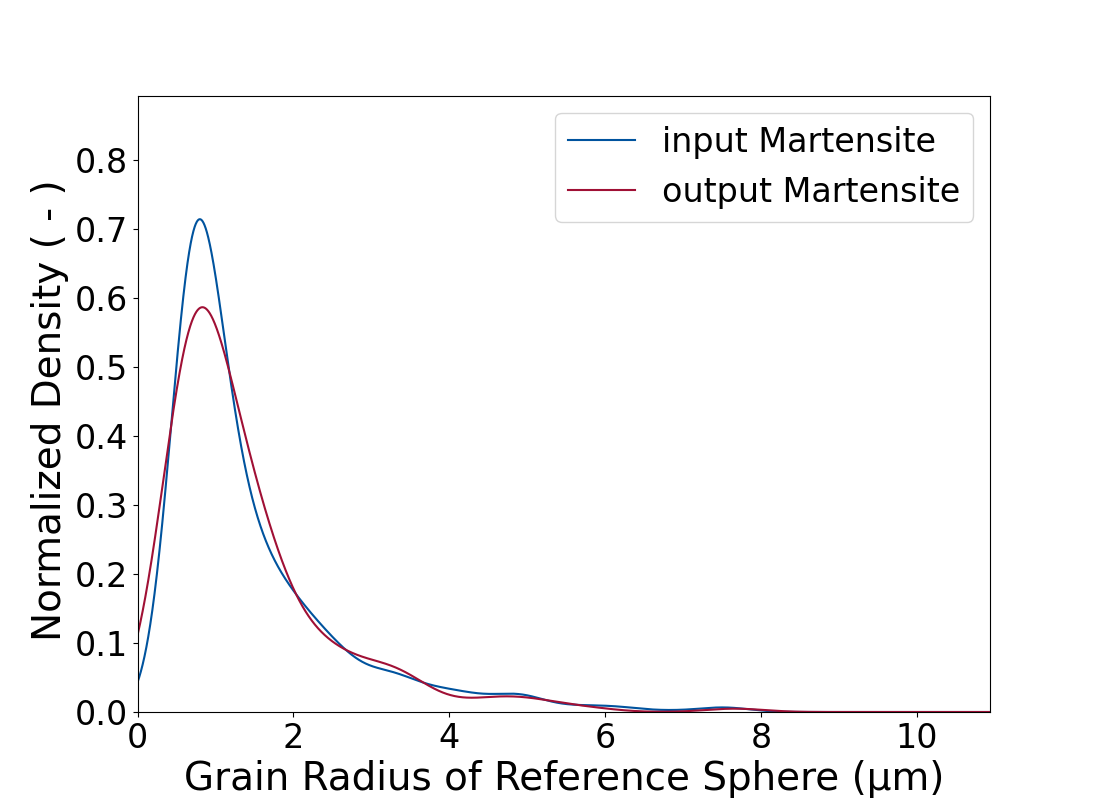 input Martensite
output Martensite
Normalized Density ( - )
0.8
0.7
0.6
0.5
0.4
0.3
0.2
0.1
0.0
0 2 4 6 8 10
Grain Radius of Reference Sphere (μm)